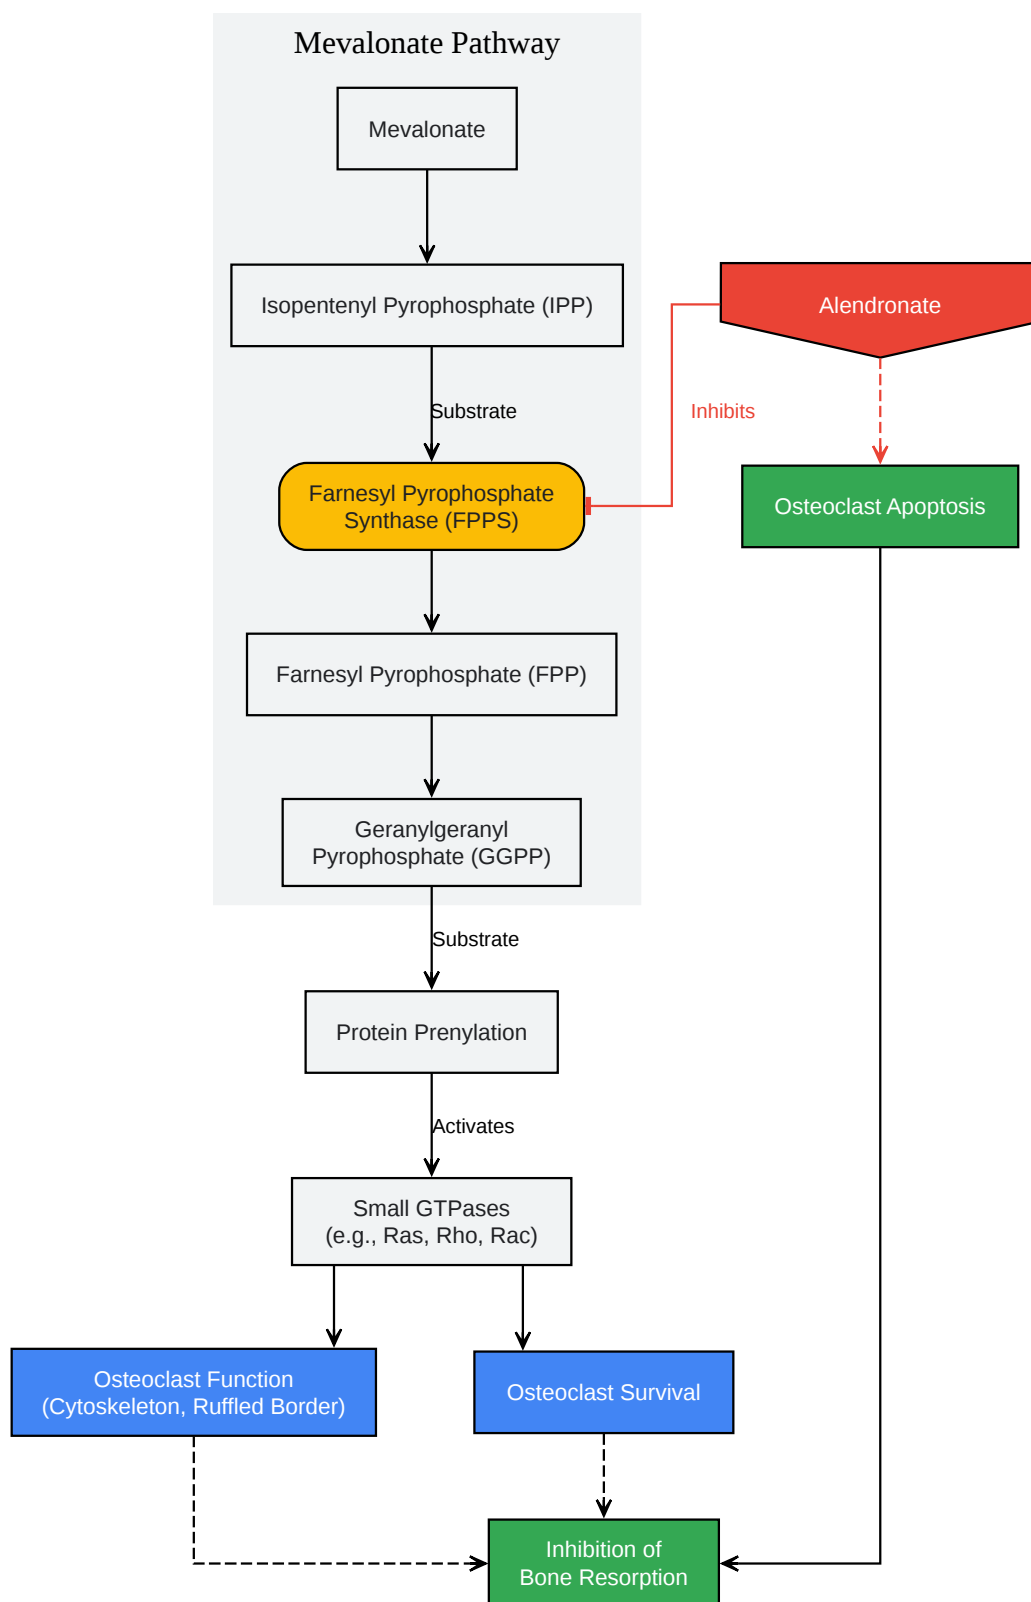 Mevalonate Pathway
Mevalonate
Isopentenyl Pyrophosphate (IPP)
Alendronate
Substrate
Inhibits
Farnesyl Pyrophosphate
Synthase (FPPS)
Osteoclast Apoptosis
Farnesyl Pyrophosphate (FPP)
Geranylgeranyl
Pyrophosphate (GGPP)
Substrate
Protein Prenylation
Activates
Small GTPases
(e.g., Ras, Rho, Rac)
Osteoclast Function
(Cytoskeleton, Ruffled Border)
Osteoclast Survival
Inhibition of
Bone Resorption